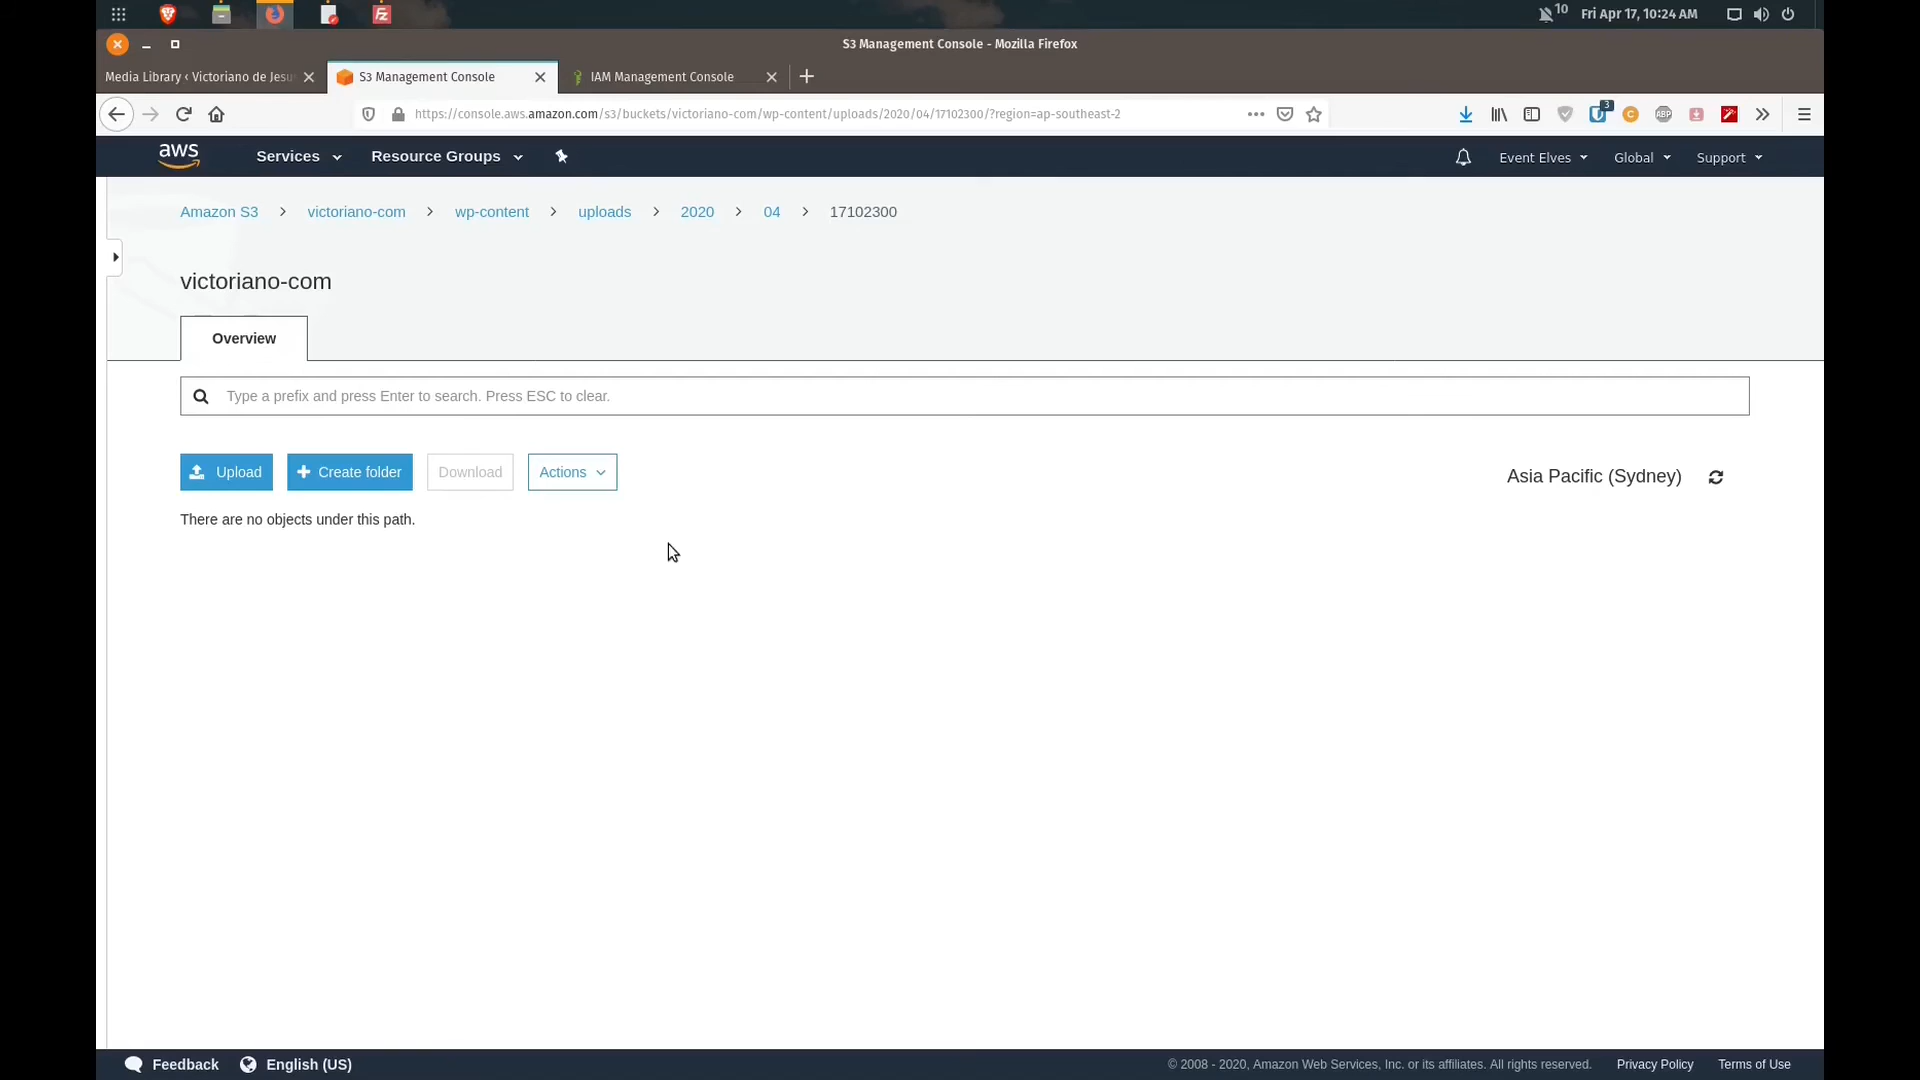 10 Fri Apr 17, 10:24 AM
S3 Management Console - Mozilla Firefox
Media Library ‹ Victoriano de Jesu
S3 Management Console
IAM Management Console
https://console.aws.amazon.com/s3/buckets/victoriano-com/wp-content/uploads/2020/04/17102300/?region=ap-southeast-2
3
C
ABP
aws Services Resource Groups Event Elves Global Support
Amazon S3 > victoriano-com > wp-content > uploads > 2020 > 04 > 17102300
victoriano-com
Overview
Type a prefix and press Enter to search. Press ESC to clear.
Upload + Create folder Download Actions Asia Pacific (Sydney)
There are no objects under this path.
Feedback English (US) © 2008 - 2020, Amazon Web Services, Inc. or its affiliates. All rights reserved. Privacy Policy Terms of Use